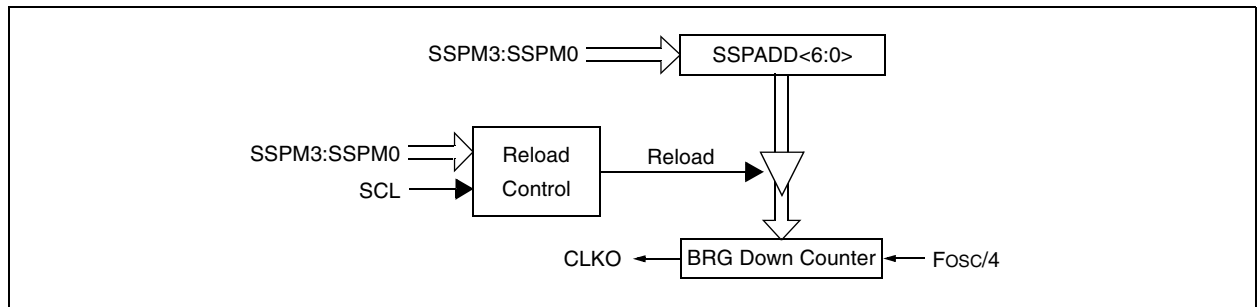 SSPM3:SSPM0
SSPADD<6:0>
SSPM3:SSPM0
SCL
Reload
Control
Reload
CLKO
BRG Down Counter
FOSC/4